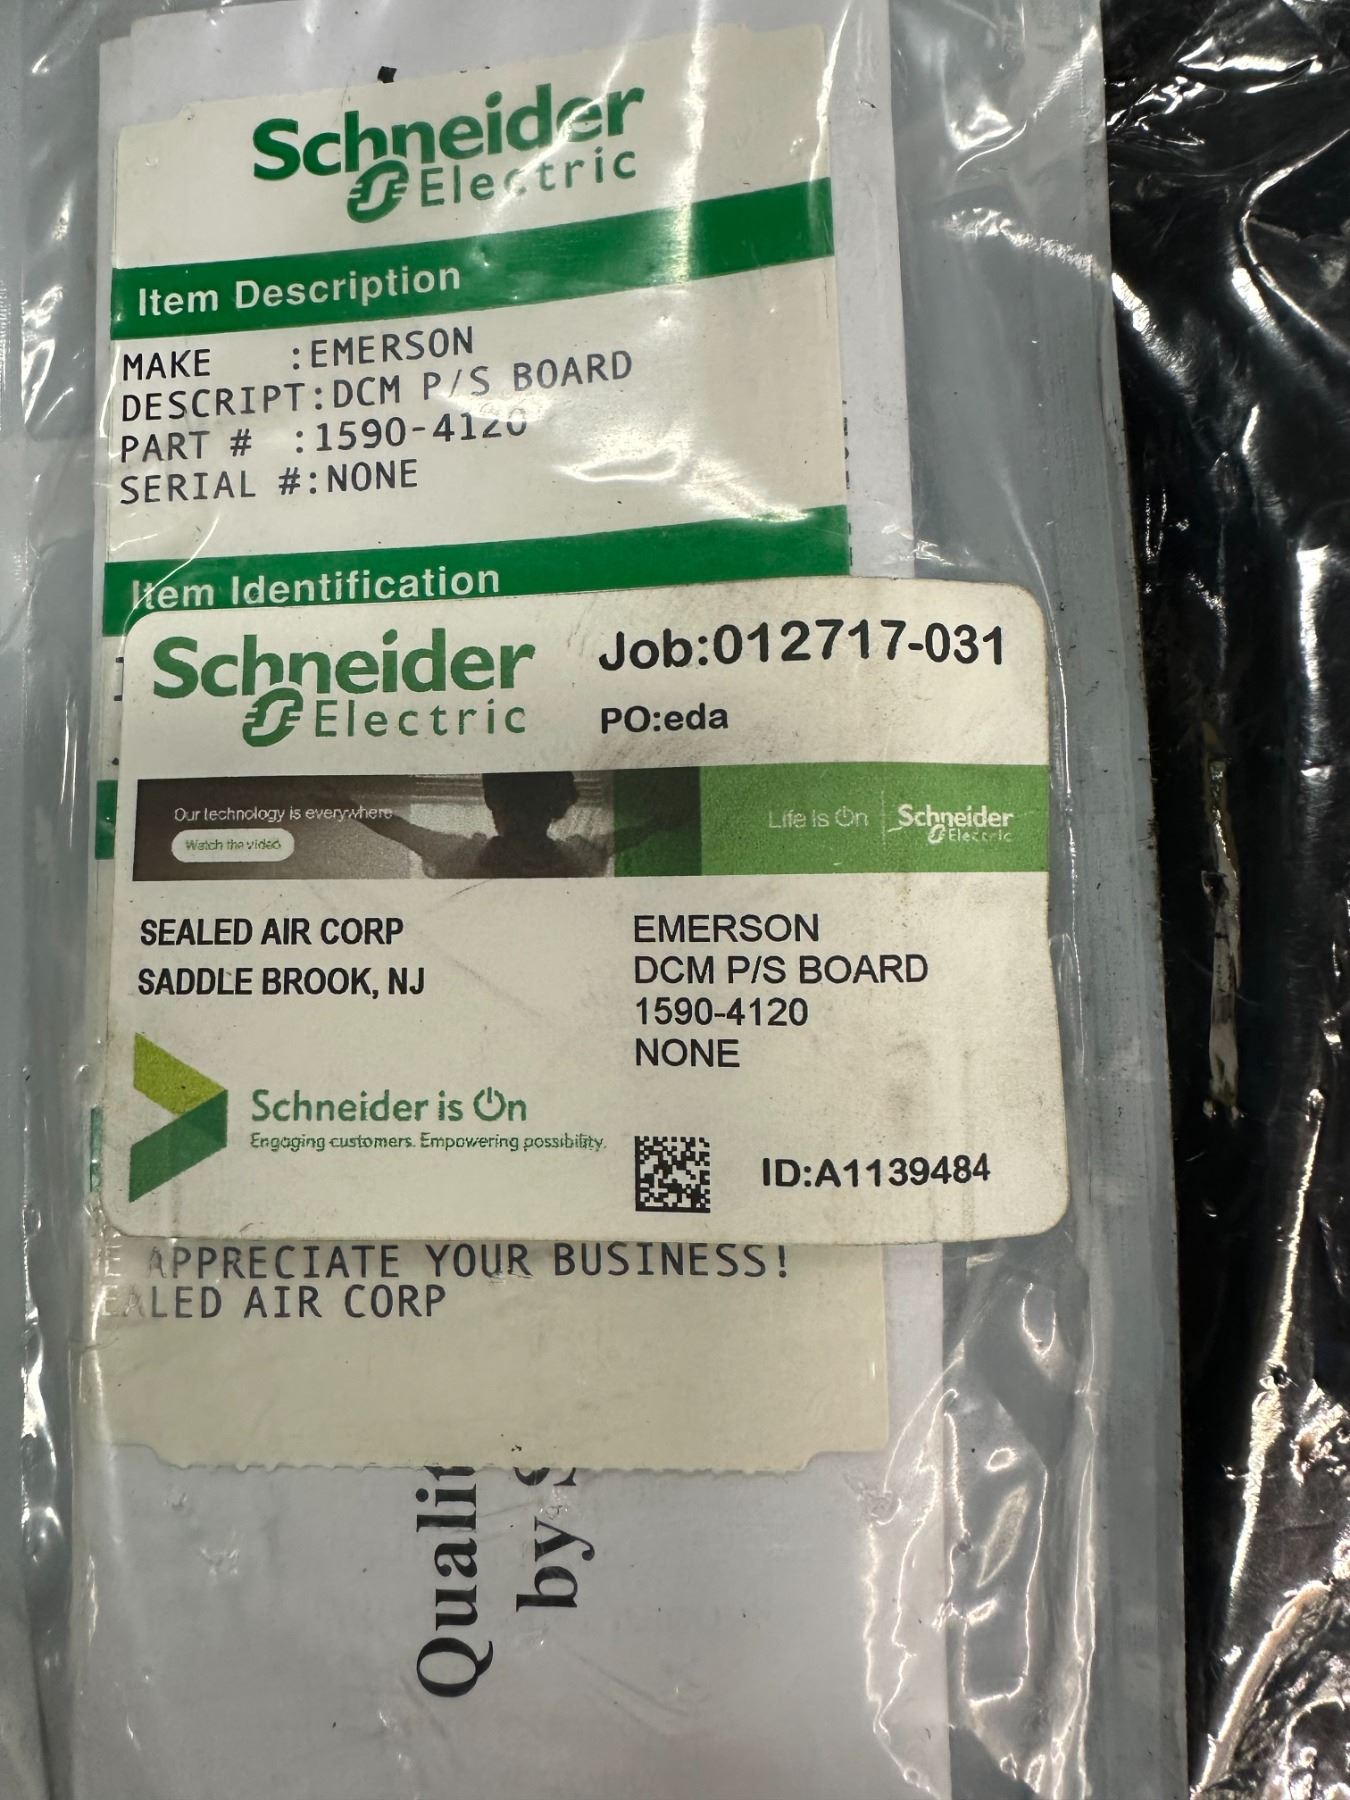 Schneider
Electric
Item Description
MAKE :EMERSON
DESCRIPT:DCM P/S BOARD
PART # :1590-4120
SERIAL #:NONE
Item Identification
Schneider
Electric
Job:012717-031
PO:eda
Our technology is everywhere
Watch the video
Life Is On
Schneider
Electric
SEALED AIR CORP
SADDLE BROOK, NJ
EMERSON
DCM P/S BOARD
1590-4120
NONE
Schneider is On
Engaging customers. Empowering possibility.
ID:A1139484
APPRECIATE YOUR BUSINESS!
EALED AIR CORP
Qualit
by S